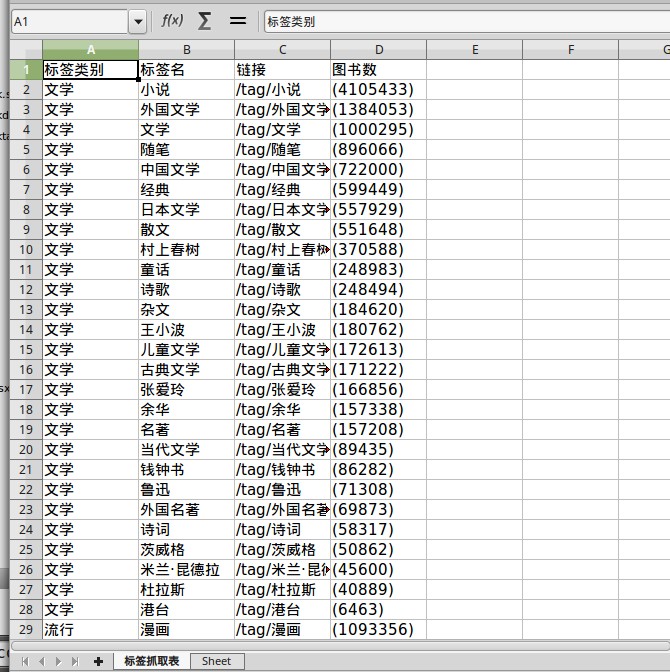 A1 f(x) Σ = 标签类别
A B C D E F G
1 标签类别 标签名 链接 图书数
2 文学 小说 /tag/小说 (4105433)
3 文学 外国文学 /tag/外国文学 (1384053)
4 文学 文学 /tag/文学 (1000295)
5 文学 随笔 /tag/随笔 (896066)
6 文学 中国文学 /tag/中国文学 (722000)
7 文学 经典 /tag/经典 (599449)
8 文学 日本文学 /tag/日本文学 (557929)
9 文学 散文 /tag/散文 (551648)
10 文学 村上春树 /tag/村上春树 (370588)
11 文学 童话 /tag/童话 (248983)
12 文学 诗歌 /tag/诗歌 (248494)
13 文学 杂文 /tag/杂文 (184620)
14 文学 王小波 /tag/王小波 (180762)
15 文学 儿童文学 /tag/儿童文学 (172613)
16 文学 古典文学 /tag/古典文学 (171222)
17 文学 张爱玲 /tag/张爱玲 (166856)
18 文学 余华 /tag/余华 (157338)
19 文学 名著 /tag/名著 (157208)
20 文学 当代文学 /tag/当代文学 (89435)
21 文学 钱钟书 /tag/钱钟书 (86282)
22 文学 鲁迅 /tag/鲁迅 (71308)
23 文学 外国名著 /tag/外国名著 (69873)
24 文学 诗词 /tag/诗词 (58317)
25 文学 茨威格 /tag/茨威格 (50862)
26 文学 米兰·昆德拉 /tag/米兰·昆 (45600)
27 文学 杜拉斯 /tag/杜拉斯 (40889)
28 文学 港台 /tag/港台 (6463)
29 流行 漫画 /tag/漫画 (1093356)
标签抓取表 Sheet